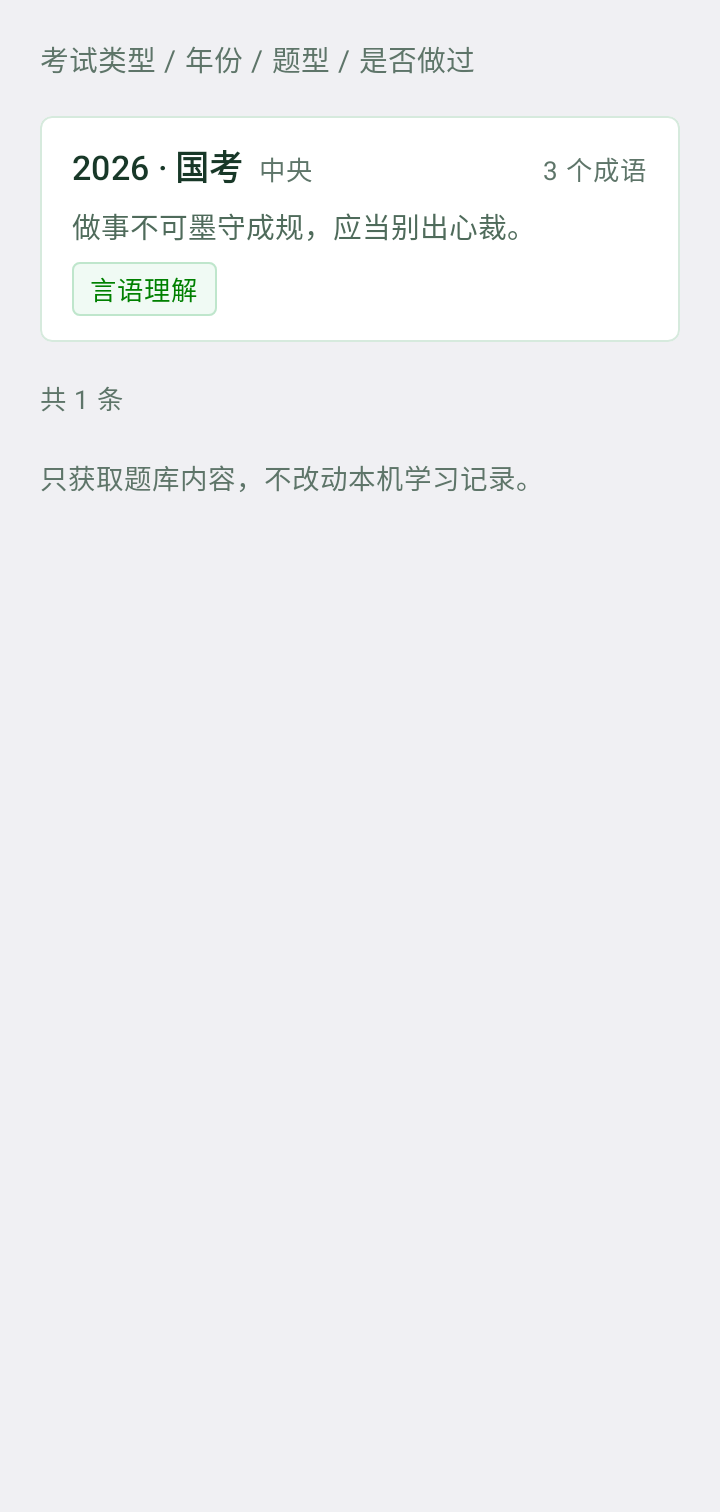 考试类型 / 年份 / 题型 / 是否做过
2026 · 国考 中央 3 个成语
做事不可墨守成规，应当别出心裁。
言语理解
共 1 条
只获取题库内容，不改动本机学习记录。